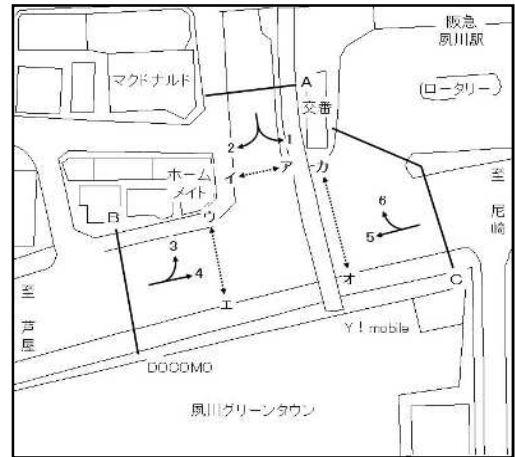 阪急
夙川駅
マクドナルド
A
ロータリー
交番
2
1
イ
ア
カ
ホーム
メイト
至
尼崎
B
ウ
6
5
3
4
オ
C
エ
至
芦屋
Y! mobile
DOCOMO
夙川グリーンタウン